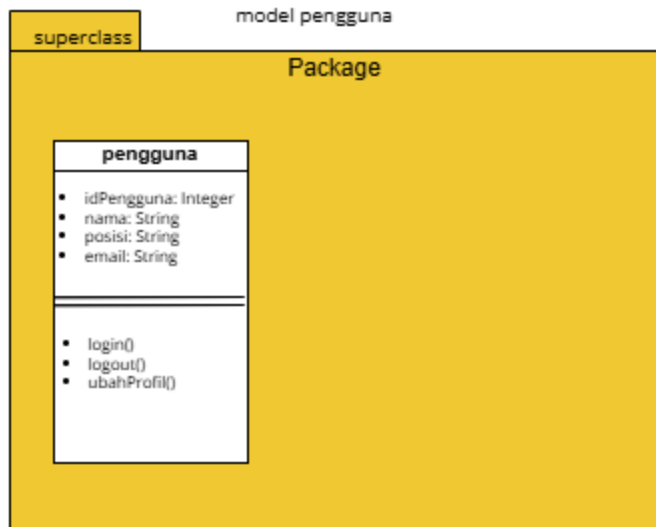 model pengguna
superclass
Package
pengguna
idPengguna: Integer
nama: String
posisi: String
email: String
login()
logout()
ubahProfil()